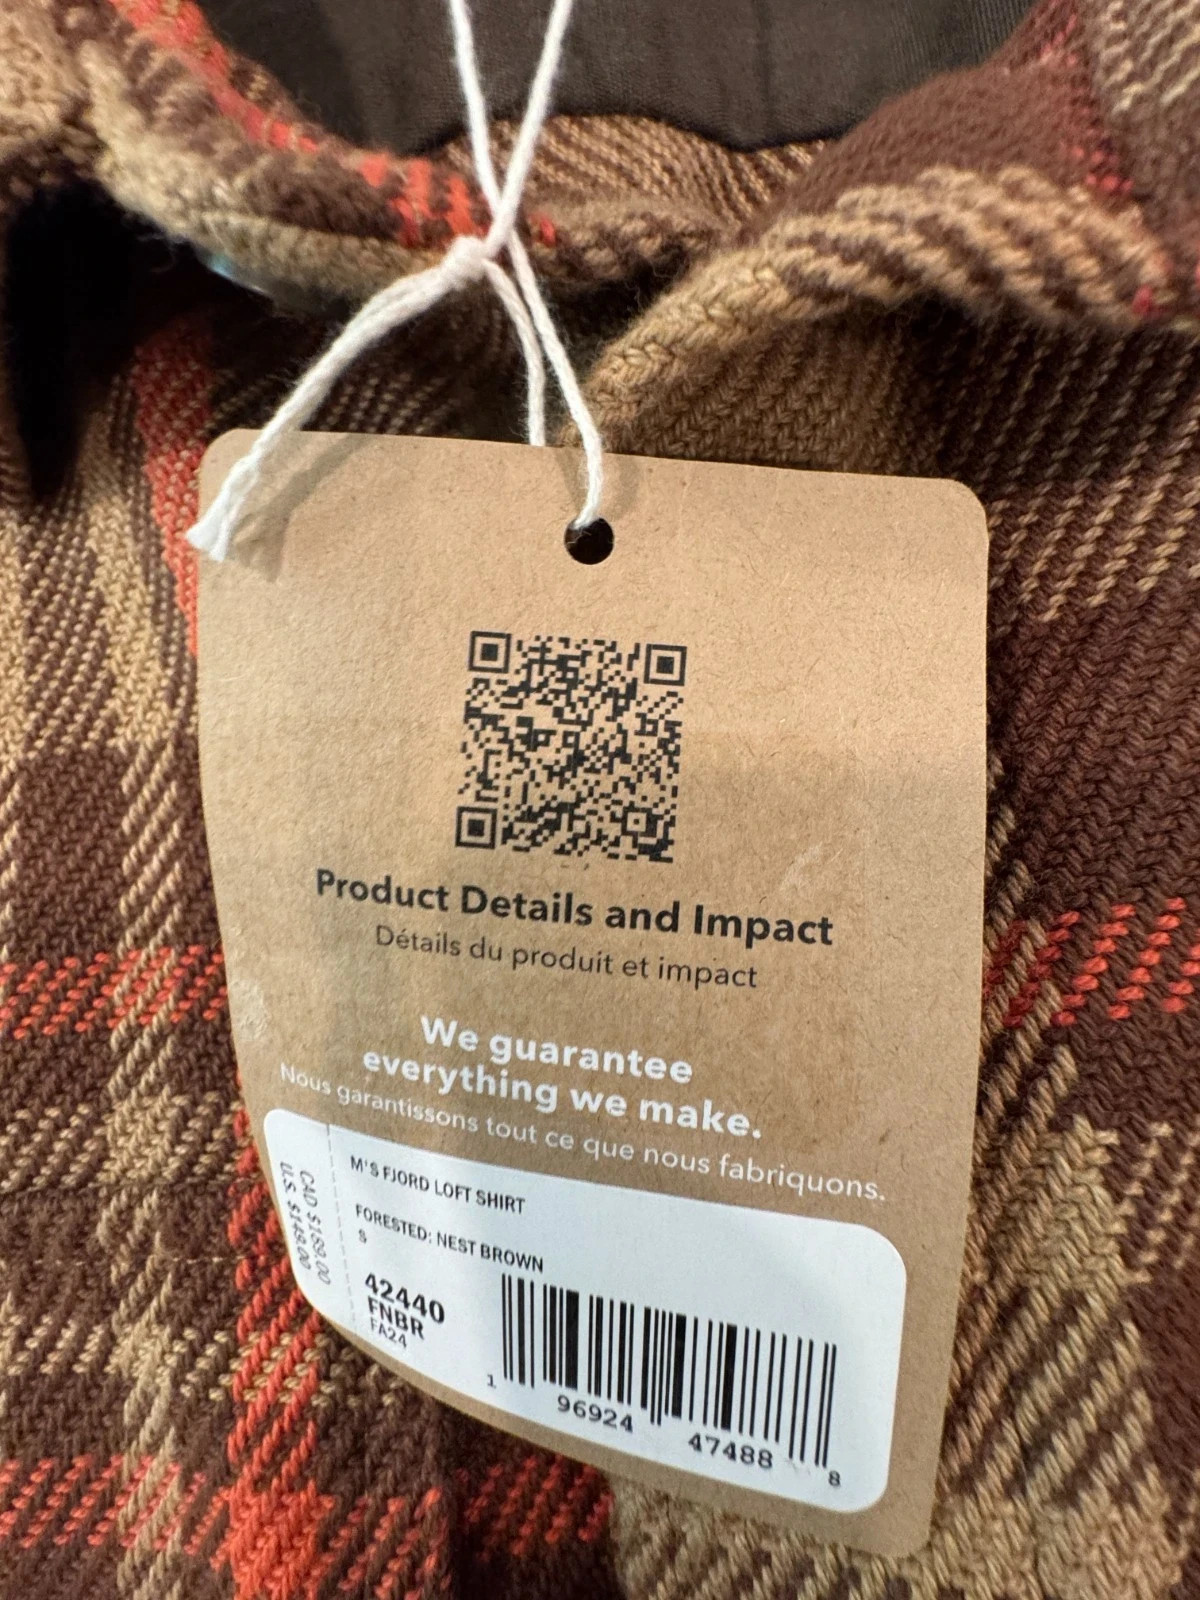 Product Details and Impact
Détails du produit et impact
We guarantee
everything we make.
Nous garantissons tout ce que nous fabriquons.
CAD $189.00
U.S. $149.00
M'S FJORD LOFT SHIRT
FORESTED: NEST BROWN
S
42440
FNBR
FA24
1 96924 47488 8